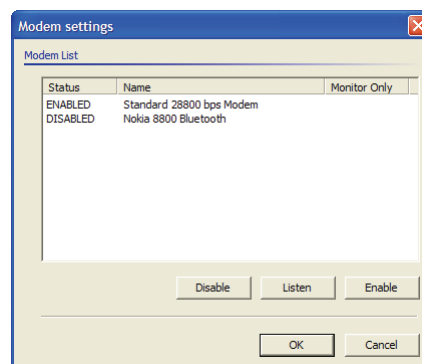 Modem settings
Modem List
Status Name Monitor Only
ENABLED Standard 28800 bps Modem
DISABLED Nokia 8800 Bluetooth
Disable Listen Enable
OK Cancel